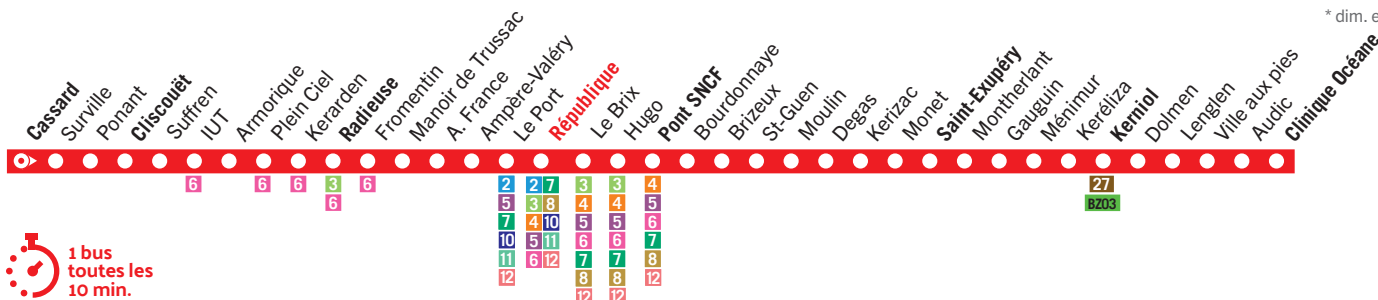 * dim. e
Cassard
Surville
Ponant
Cliscouët
Suffren
IUT
Armorique
Plein Ciel
Kerarden
Radieuse
Fromentin
Manoir de Trussac
A. France
Ampère-Valéry
Le Port
République
Le Brix
Hugo
Pont SNCF
Bourdonnaye
Brizeux
St-Guen
Moulin
Degas
Kerizac
Monet
Saint-Exupéry
Montherlant
Gauguin
Ménimur
Keréliza
Kerniol
Dolmen
Lenglen
Ville aux pies
Audic
Clinique Océane
6 6 6 3 6 2 2 7 3 3 4 27
6 5 3 8 4 4 5 BZ03
7 4 10 5 5 6
10 5 11 6 6 7
11 6 12 7 7 8
12 8 8 12
12 12
1 bus
toutes les
10 min.